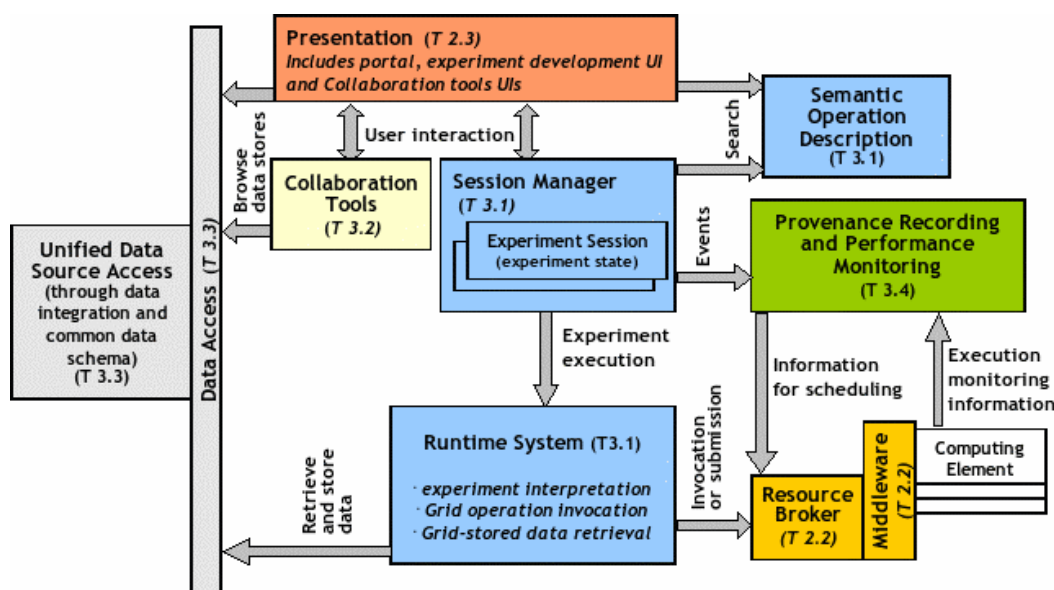 Presentation (T 2.3)
Includes portal, experiment development UI
and Collaboration tools UIs
Semantic
Operation
Description
(T 3.1)
Search
User interaction
Browse
data stores
Collaboration
Tools
(T 3.2)
Session Manager
(T 3.1)
Experiment Session
(experiment state)
Events
Provenance Recording
and Performance
Monitoring
(T 3.4)
Unified Data
Source Access
(through data
integration and
common data
schema)
(T 3.3)
Data Access (T 3.3)
Experiment
execution
Information
for scheduling
Execution
monitoring
information
Runtime System (T3.1)
· experiment interpretation
· Grid operation invocation
· Grid-stored data retrieval
Retrieve
and store
data
Invocation
or submission
Resource
Broker
(T 2.2)
Middleware
(T 2.2)
Computing
Element